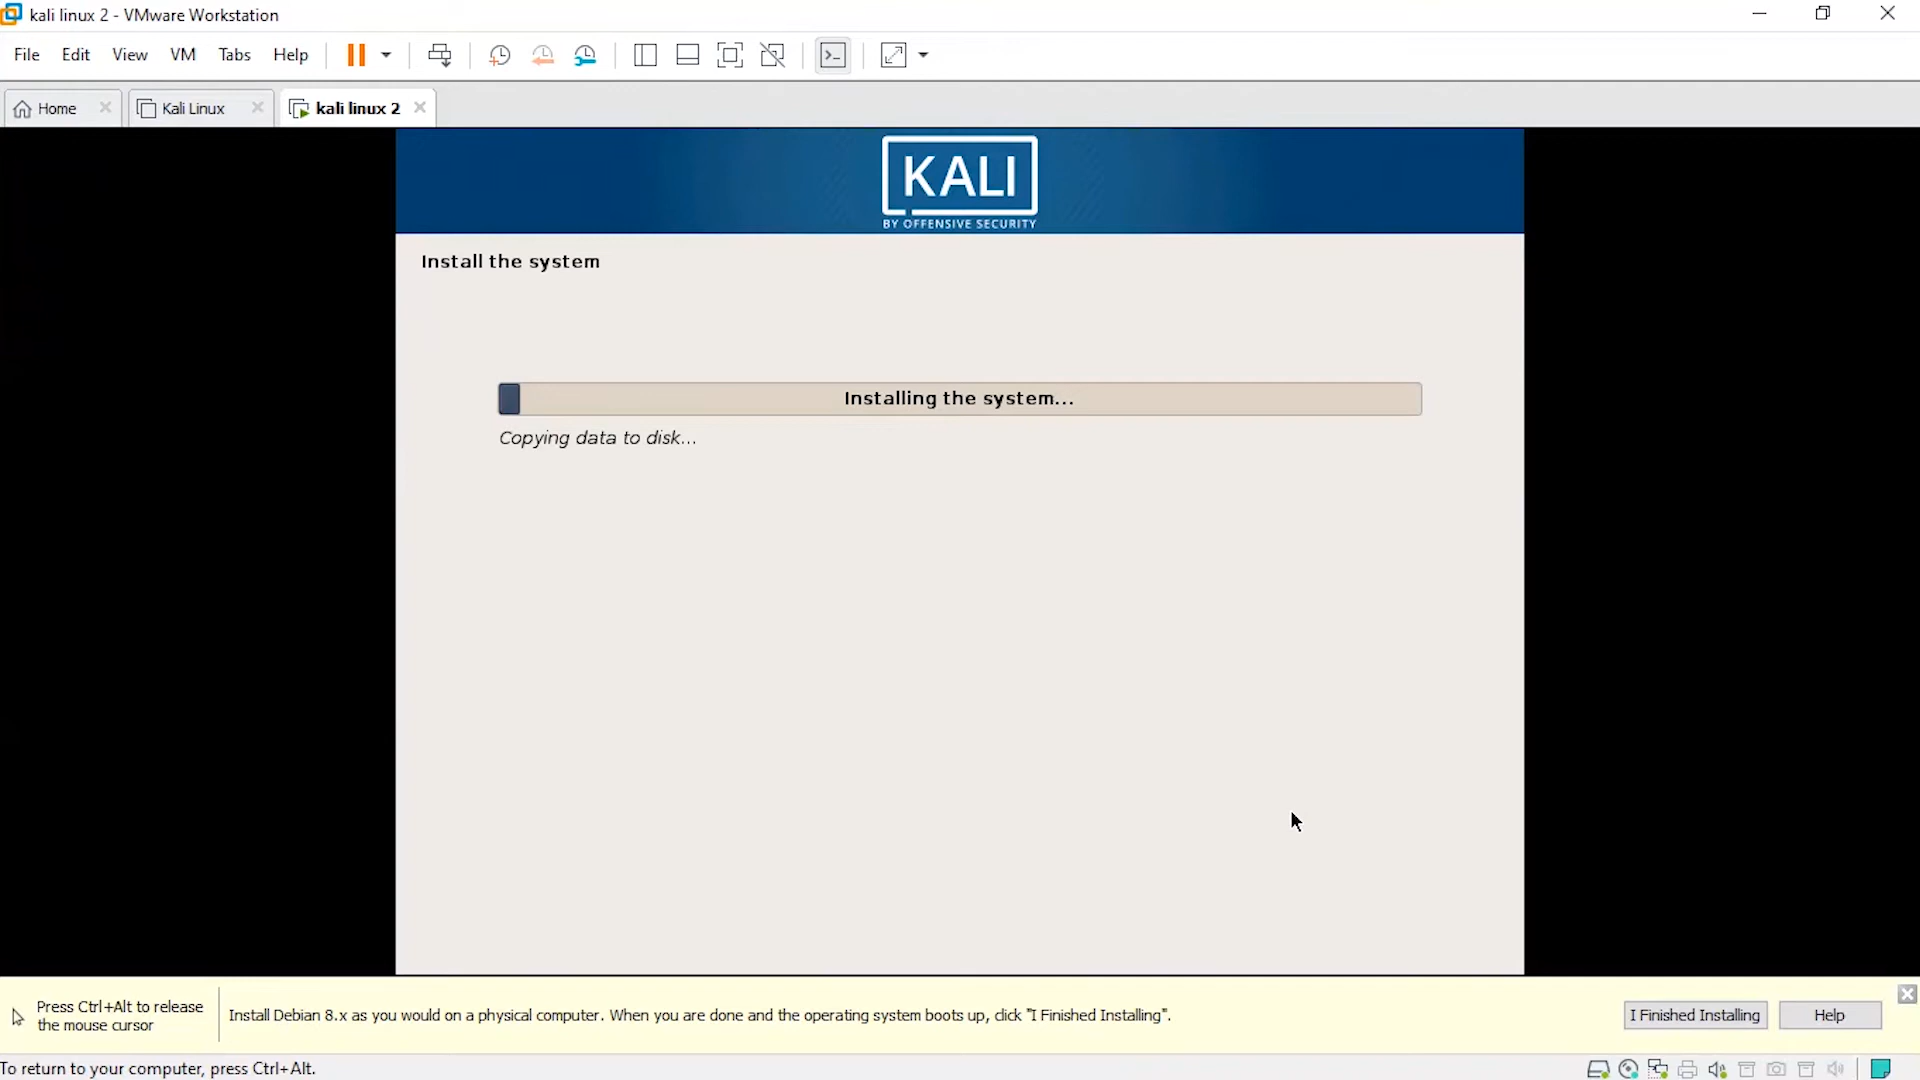 kali linux 2 - VMware Workstation
File Edit View VM Tabs Help
Home Kali Linux kali linux 2
KALI
BY OFFENSIVE SECURITY
Install the system
Installing the system...
Copying data to disk...
Press Ctrl+Alt to release
the mouse cursor
Install Debian 8.x as you would on a physical computer. When you are done and the operating system boots up, click "I Finished Installing".
I Finished Installing Help
To return to your computer, press Ctrl+Alt.